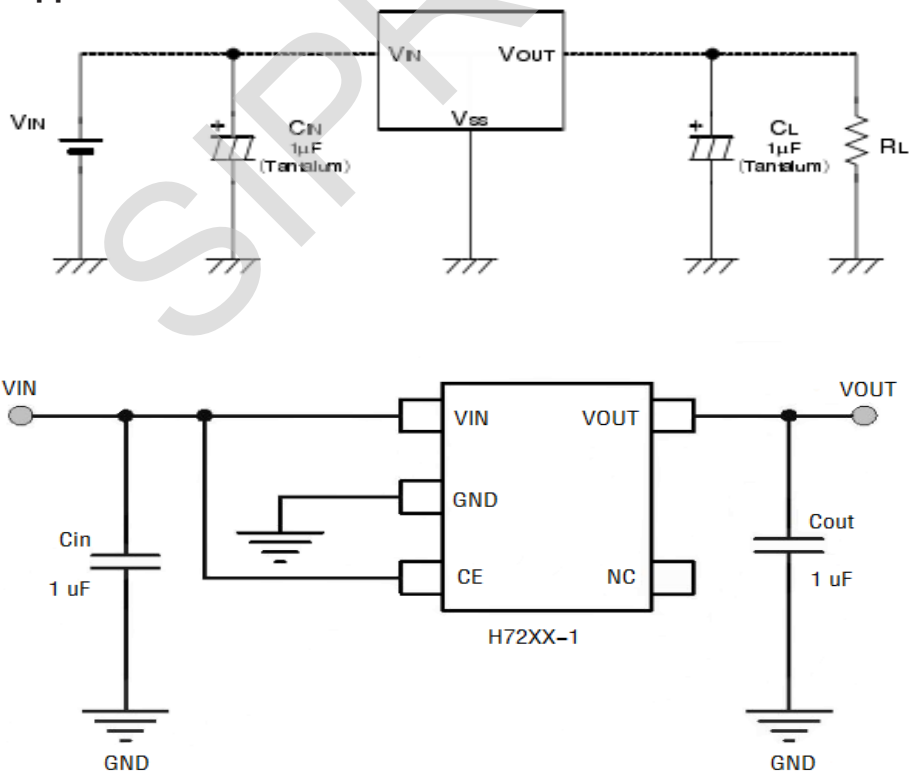 VIN VOUT
VSS
VIN
+ CIN
1μF
(Tantalum)
+ CL
1μF
(Tantalum)
RL
SIPR
VIN
VOUT
VIN VOUT
GND
CE NC
Cin
1 uF
Cout
1 uF
H72XX-1
GND
GND